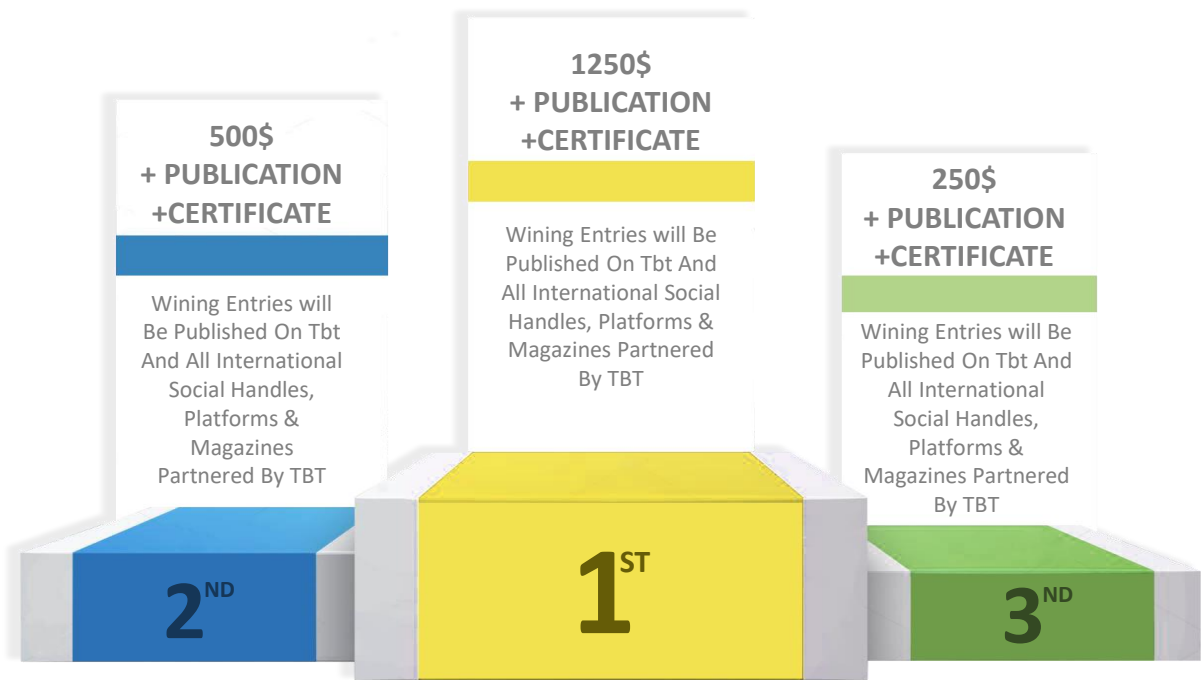 500$
+ PUBLICATION
+CERTIFICATE
Wining Entries will
Be Published On Tbt
And All International
Social Handles,
Platforms &
Magazines
Partnered By TBT
2ND
1250$
+ PUBLICATION
+CERTIFICATE
Wining Entries will Be
Published On Tbt And
All International Social
Handles, Platforms &
Magazines Partnered
By TBT
1ST
250$
+ PUBLICATION
+CERTIFICATE
Wining Entries will Be
Published On Tbt And
All International
Social Handles,
Platforms &
Magazines Partnered
By TBT
3ND